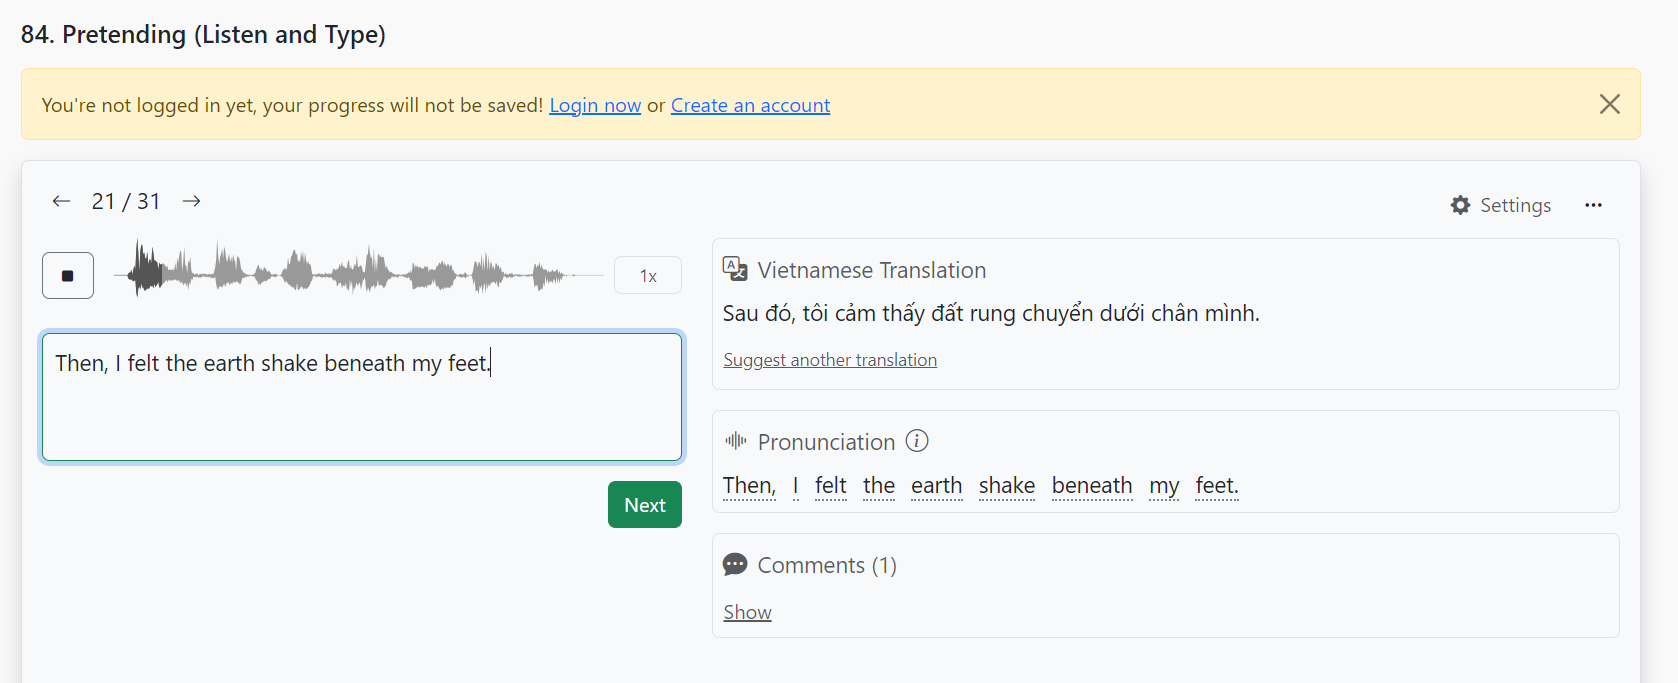 84. Pretending (Listen and Type)
You're not logged in yet, your progress will not be saved! Login now or Create an account
21 / 31
Settings
1x
Then, I felt the earth shake beneath my feet.
Next
Vietnamese Translation
Sau đó, tôi cảm thấy đất rung chuyển dưới chân mình.
Suggest another translation
Pronunciation
Then, I felt the earth shake beneath my feet.
Comments (1)
Show